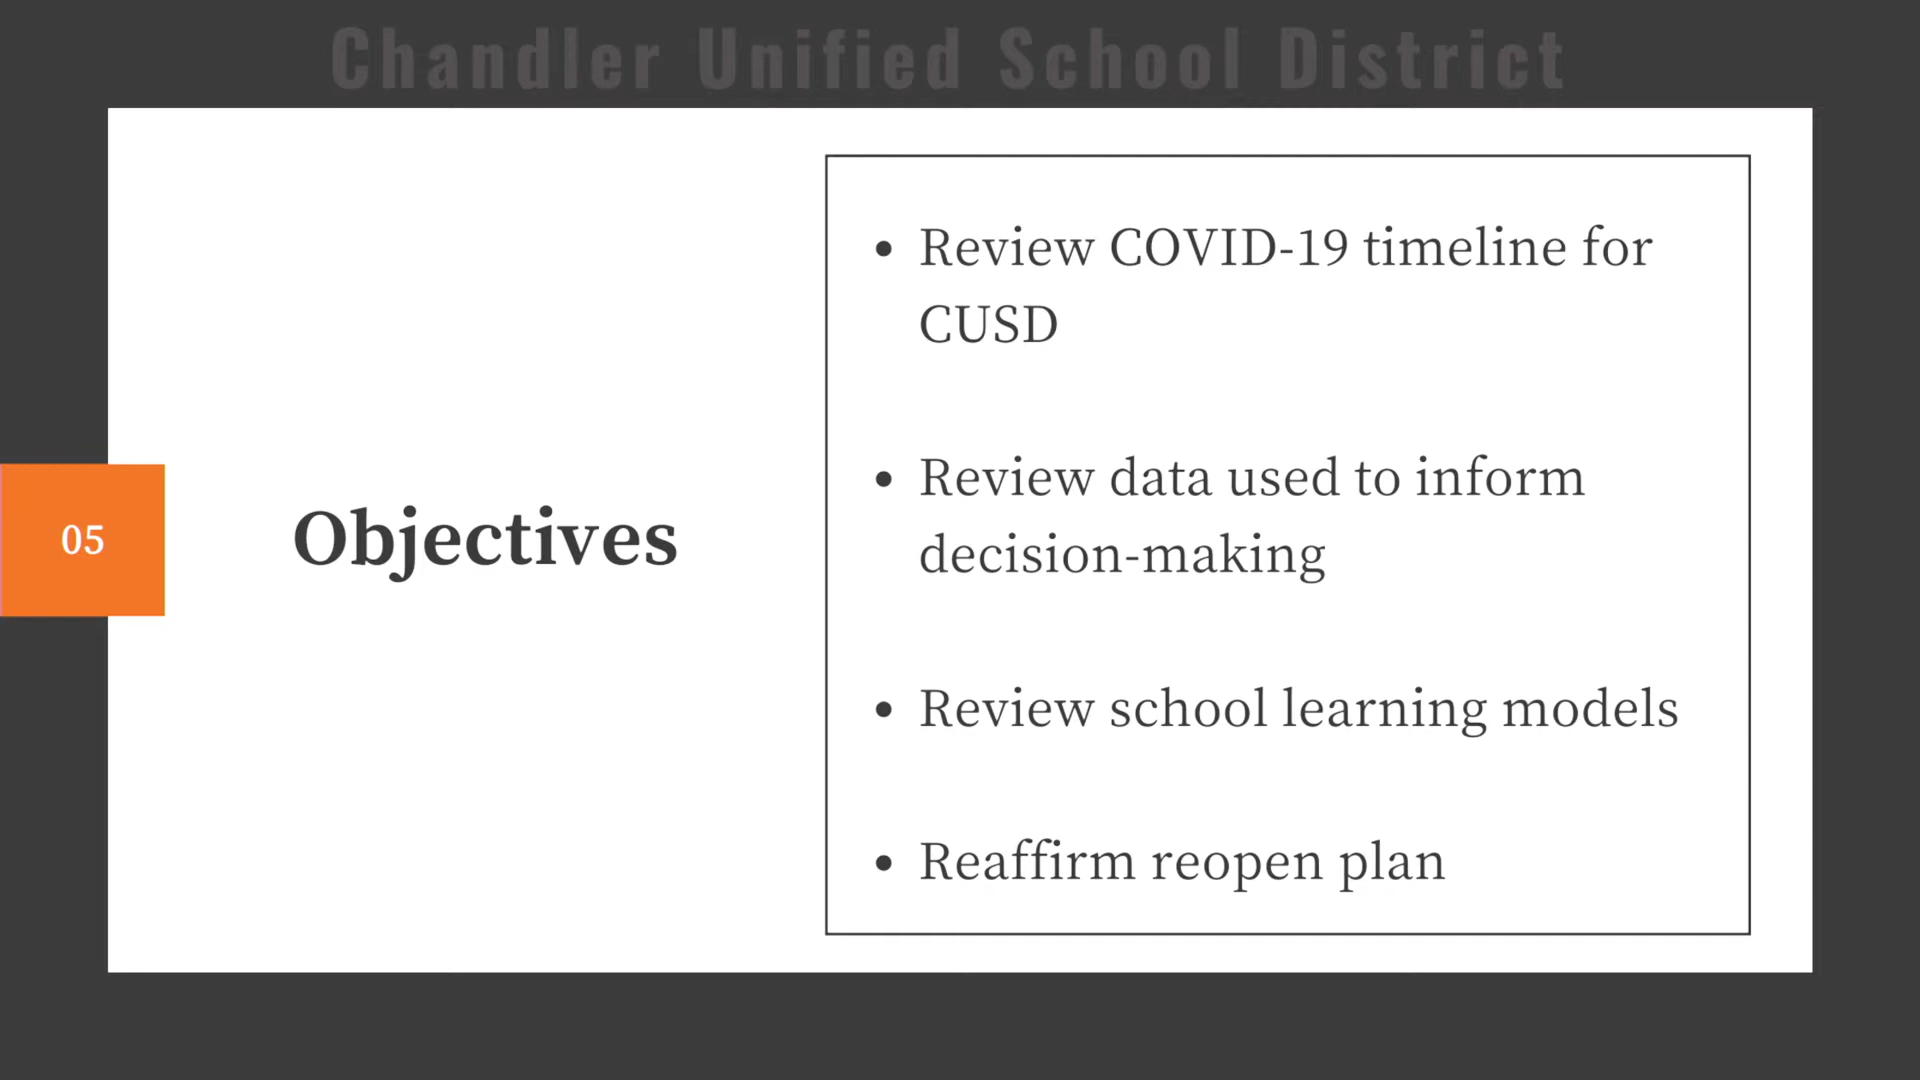 Chandler Unified School District
05
Objectives
• Review COVID-19 timeline for
CUSD
• Review data used to inform
decision-making
• Review school learning models
• Reaffirm reopen plan